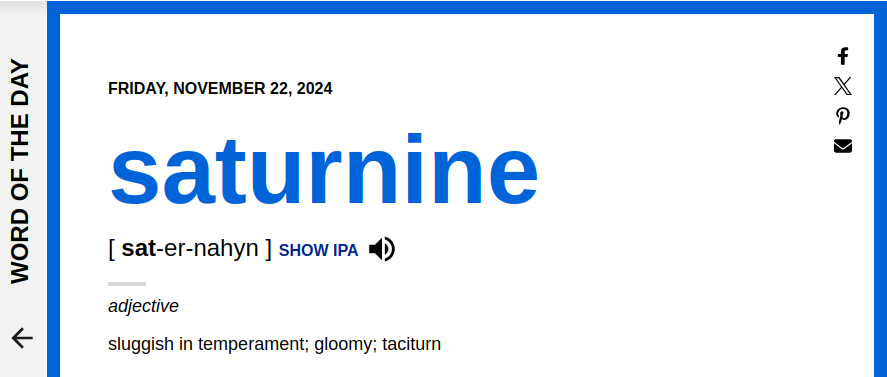 WORD OF THE DAY
FRIDAY, NOVEMBER 22, 2024
saturnine
[ sat-er-nahyn ] SHOW IPA
adjective
sluggish in temperament; gloomy; taciturn